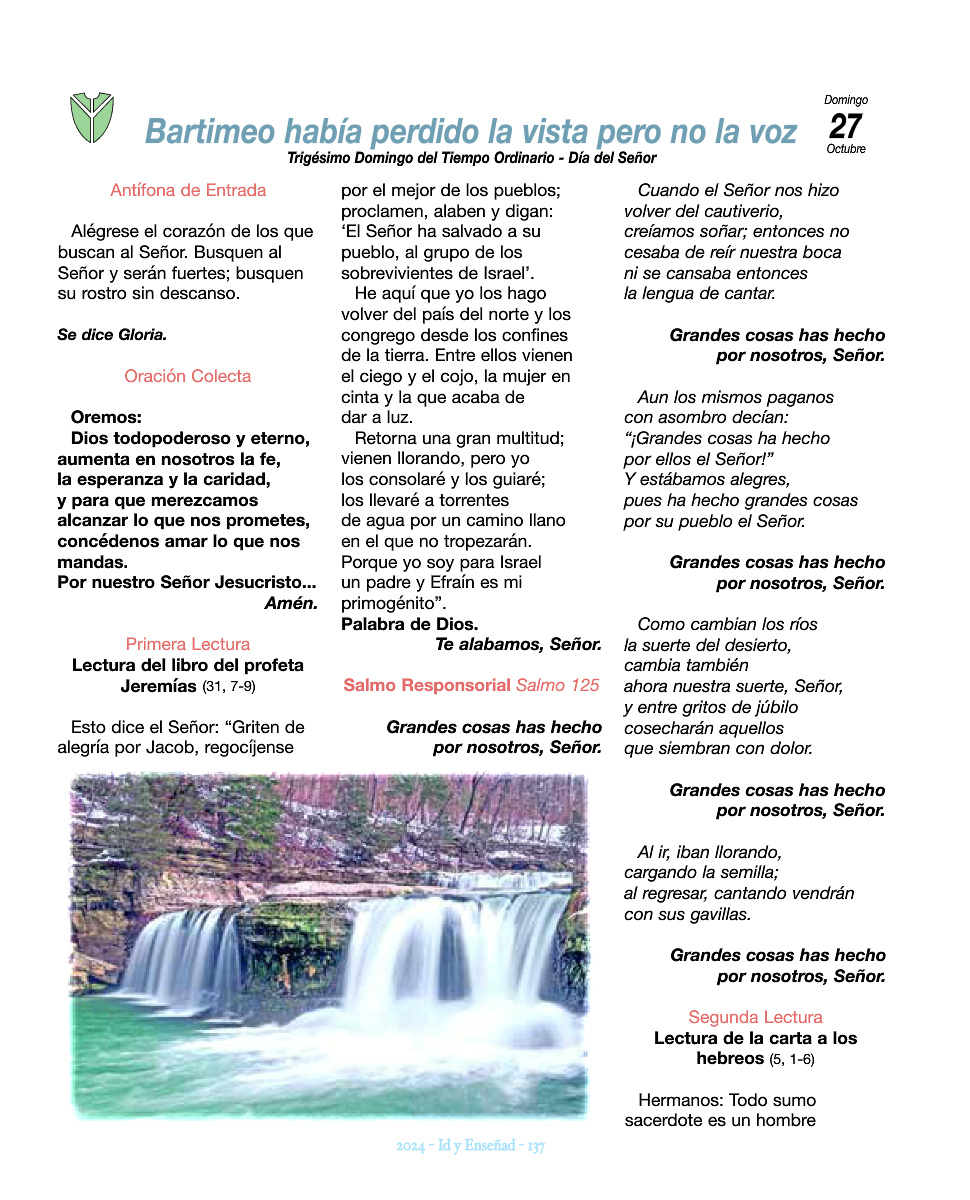 Bartimeo había perdido la vista pero no la voz
Trigésimo Domingo del Tiempo Ordinario - Día del Señor
Domingo
27
Octubre
Antífona de Entrada
Alégrese el corazón de los que
buscan al Señor. Busquen al
Señor y serán fuertes; busquen
su rostro sin descanso.
Se dice Gloria.
Oración Colecta
Oremos:
Dios todopoderoso y eterno,
aumenta en nosotros la fe,
la esperanza y la caridad,
y para que merezcamos
alcanzar lo que nos prometes,
concédenos amar lo que nos
mandas.
Por nuestro Señor Jesucristo...
Amén.
Primera Lectura
Lectura del libro del profeta
Jeremías (31, 7-9)
Esto dice el Señor: “Griten de
alegría por Jacob, regocíjense
por el mejor de los pueblos;
proclamen, alaben y digan:
‘El Señor ha salvado a su
pueblo, al grupo de los
sobrevivientes de Israel’.
He aquí que yo los hago
volver del país del norte y los
congrego desde los confines
de la tierra. Entre ellos vienen
el ciego y el cojo, la mujer en
cinta y la que acaba de
dar a luz.
Retorna una gran multitud;
vienen llorando, pero yo
los consolaré y los guiaré;
los llevaré a torrentes
de agua por un camino llano
en el que no tropezarán.
Porque yo soy para Israel
un padre y Efraín es mi
primogénito”.
Palabra de Dios.
Te alabamos, Señor.
Salmo Responsorial Salmo 125
Grandes cosas has hecho
por nosotros, Señor.
Cuando el Señor nos hizo
volver del cautiverio,
creíamos soñar; entonces no
cesaba de reír nuestra boca
ni se cansaba entonces
la lengua de cantar.
Grandes cosas has hecho
por nosotros, Señor.
Aun los mismos paganos
con asombro decían:
“¡Grandes cosas ha hecho
por ellos el Señor!”
Y estábamos alegres,
pues ha hecho grandes cosas
por su pueblo el Señor.
Grandes cosas has hecho
por nosotros, Señor.
Como cambian los ríos
la suerte del desierto,
cambia también
ahora nuestra suerte, Señor,
y entre gritos de júbilo
cosecharán aquellos
que siembran con dolor.
Grandes cosas has hecho
por nosotros, Señor.
Al ir, iban llorando,
cargando la semilla;
al regresar, cantando vendrán
con sus gavillas.
Grandes cosas has hecho
por nosotros, Señor.
Segunda Lectura
Lectura de la carta a los
hebreos (5, 1-6)
Hermanos: Todo sumo
sacerdote es un hombre
2024 - Id y Enseñad - 137